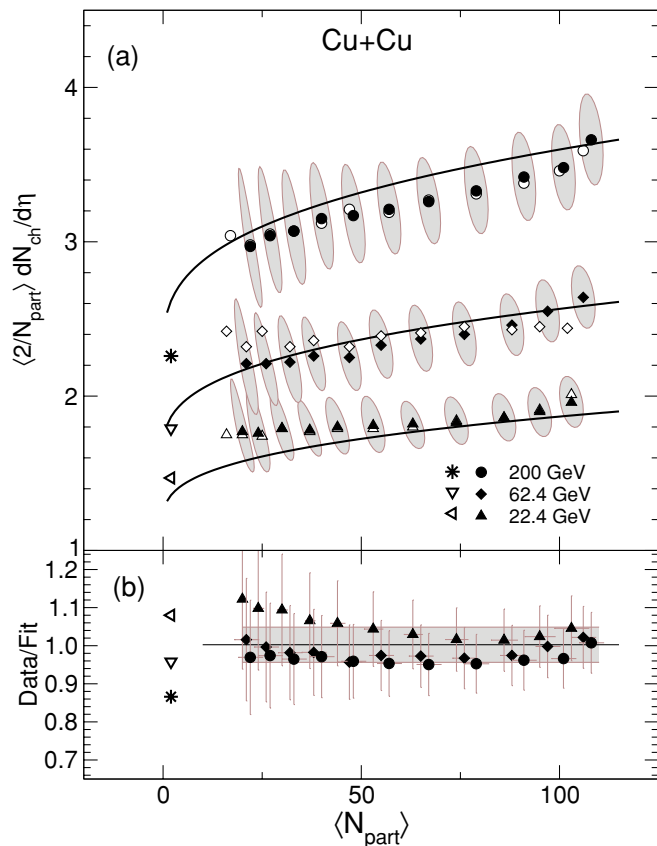 Cu+Cu
(a)
4
3
2
1
⟨2/N_part⟩ dN_ch/dη
200 GeV
62.4 GeV
22.4 GeV
(b)
1.2
1.1
1.0
0.9
0.8
0.7
Data/Fit
0 50 100
⟨N_part⟩